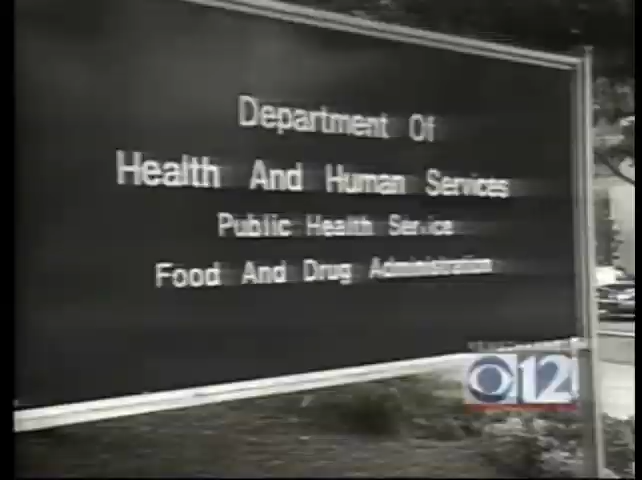 Department Of
Health And Human Services
Public Health Service
Food And Drug Administration
12